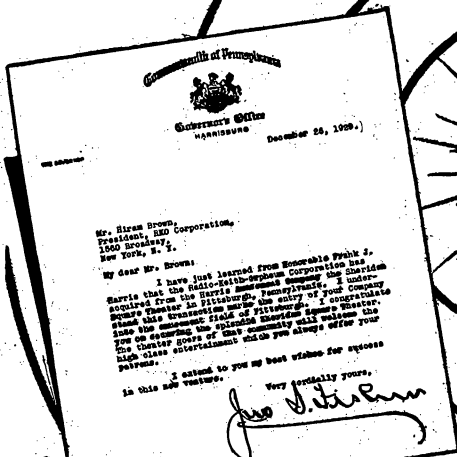 Commonwealth of Pennsylvania
Governor's Office
HARRISBURG
December 26, 1929.)
THE GOVERNOR
Mr. Hiram Brown,
President, RKO Corporation,
1560 Broadway,
New York, N. Y.
My dear Mr. Brown:
I have just learned from Honorable Frank J.
Harris that the Radio-Keith-Orpheum Corporation has
acquired from the Harris Amusement Company the Sheridan
Square Theater in Pittsburgh, Pennsylvania. I under-
stand this transaction marks the entry of your Company
into the amusement field of Pittsburgh. I congratulate
you on securing the splendid Sheridan Square Theater.
The theater goers of that community will welcome the
high class entertainment which you always offer your
patrons.
I extend to you my best wishes for success
in this new venture.
Very cordially yours,
Jno S. Fisher